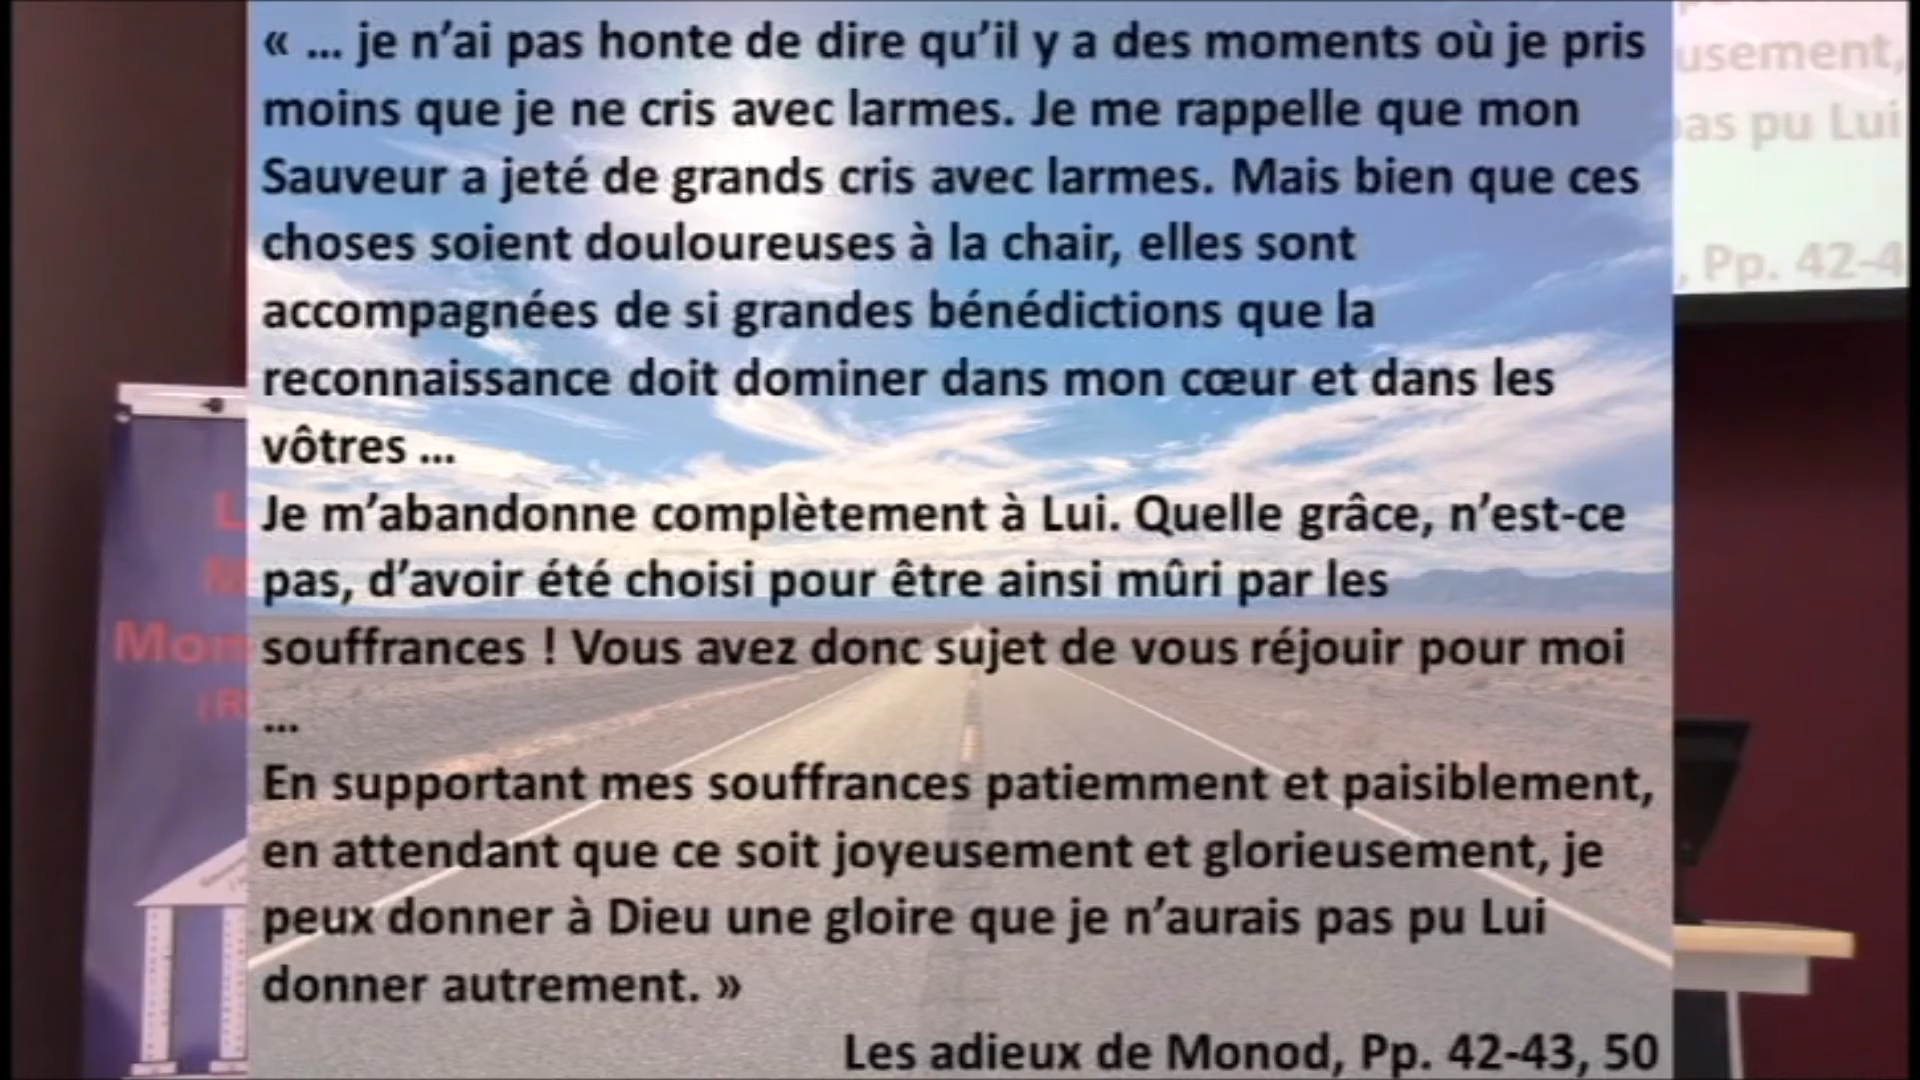 « … je n’ai pas honte de dire qu’il y a des moments où je pris
moins que je ne cris avec larmes. Je me rappelle que mon
Sauveur a jeté de grands cris avec larmes. Mais bien que ces
choses soient douloureuses à la chair, elles sont
accompagnées de si grandes bénédictions que la
reconnaissance doit dominer dans mon cœur et dans les
vôtres …
Je m’abandonne complètement à Lui. Quelle grâce, n’est-ce
pas, d’avoir été choisi pour être ainsi mûri par les
souffrances ! Vous avez donc sujet de vous réjouir pour moi
…
En supportant mes souffrances patiemment et paisiblement,
en attendant que ce soit joyeusement et glorieusement, je
peux donner à Dieu une gloire que je n’aurais pas pu Lui
donner autrement. »
Les adieux de Monod, Pp. 42-43, 50
usement,
pas pu Lui
, Pp. 42-4
L
M
Mon
(R